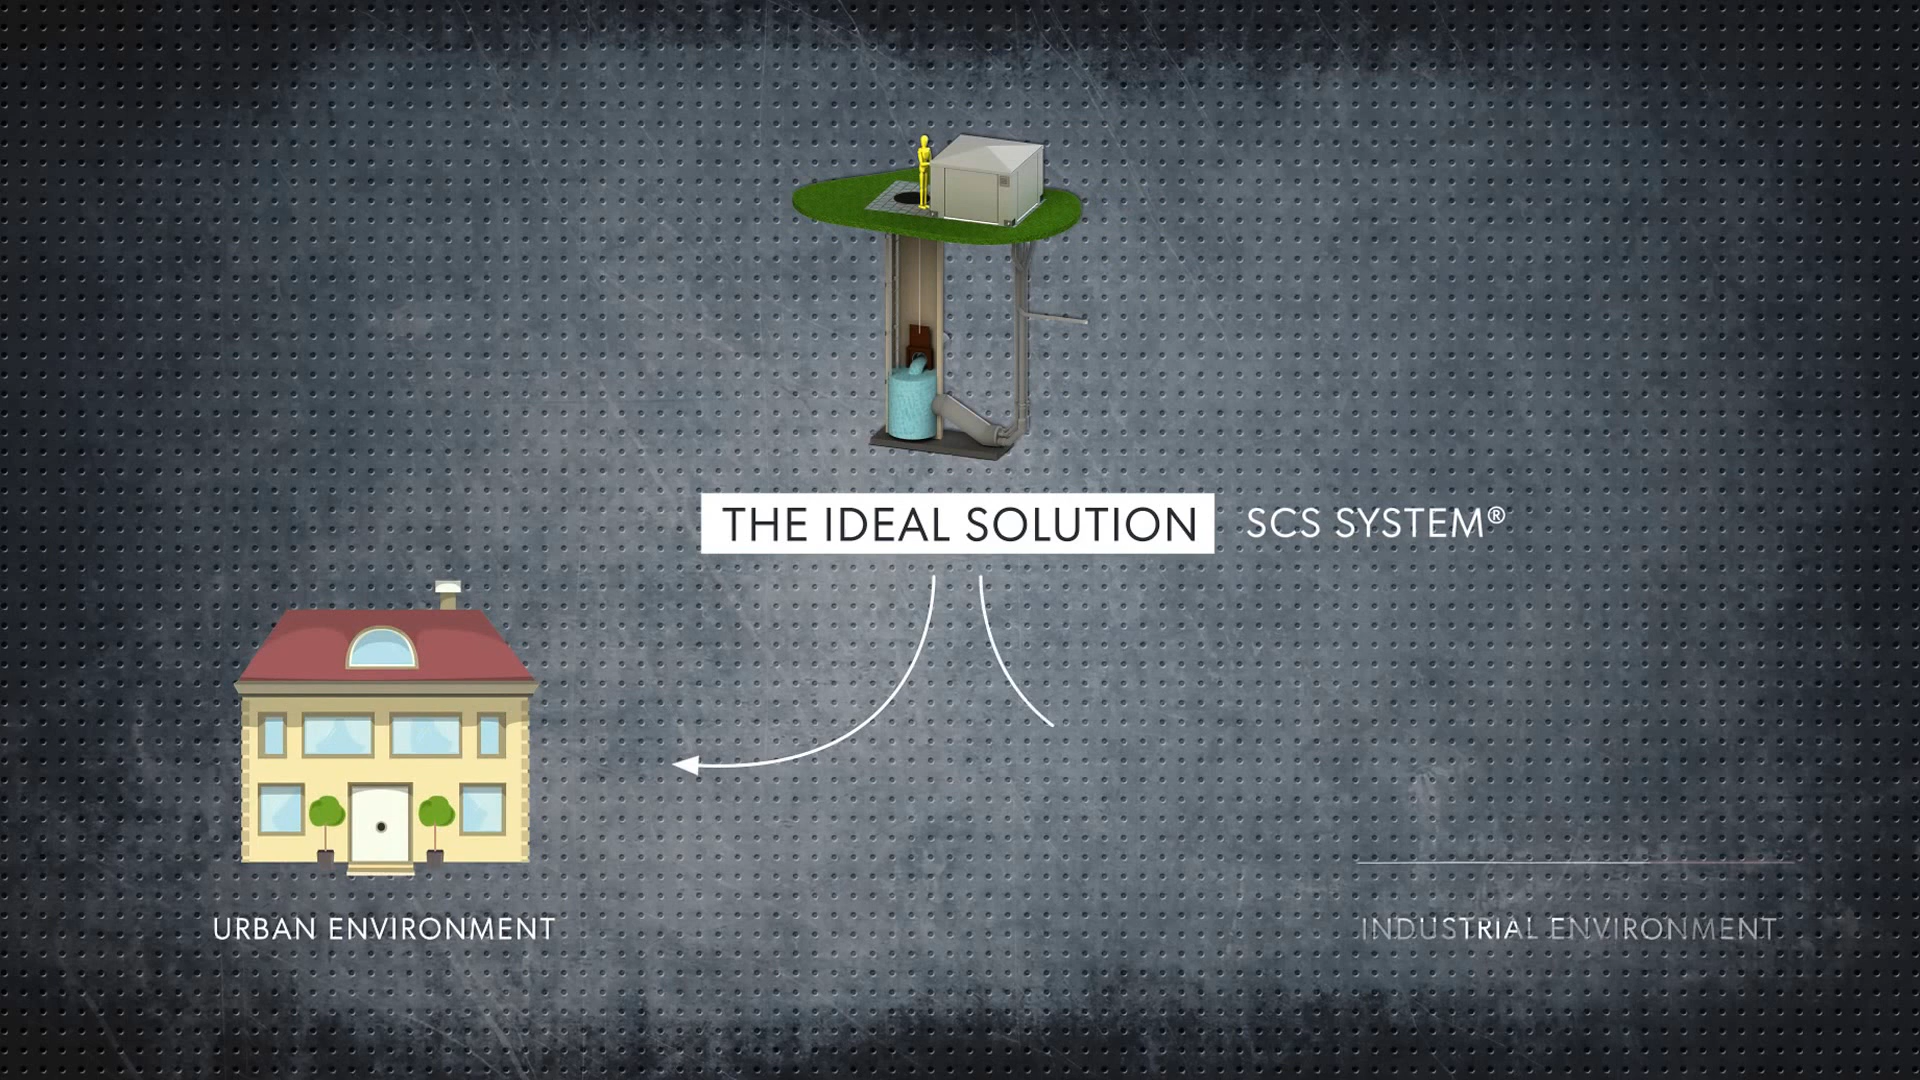 THE IDEAL SOLUTION SCS SYSTEM®
URBAN ENVIRONMENT
INDUSTRIAL ENVIRONMENT